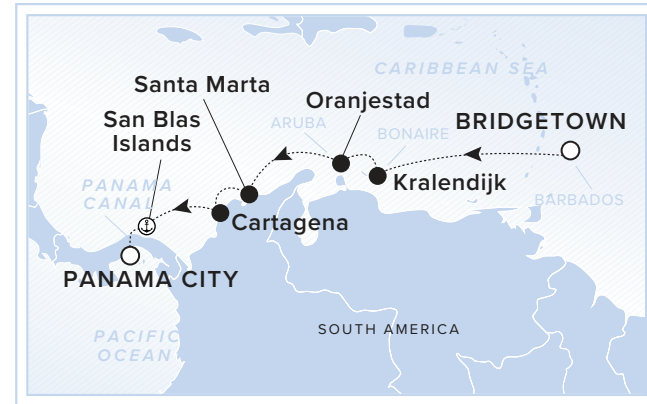 CARIBBEAN SEA
Santa Marta
Oranjestad
San Blas
Islands
ARUBA
BONAIRE
BRIDGETOWN
Kralendijk
PANAMA
CANAL
BARBADOS
Cartagena
PANAMA CITY
PACIFIC
OCEAN
SOUTH AMERICA